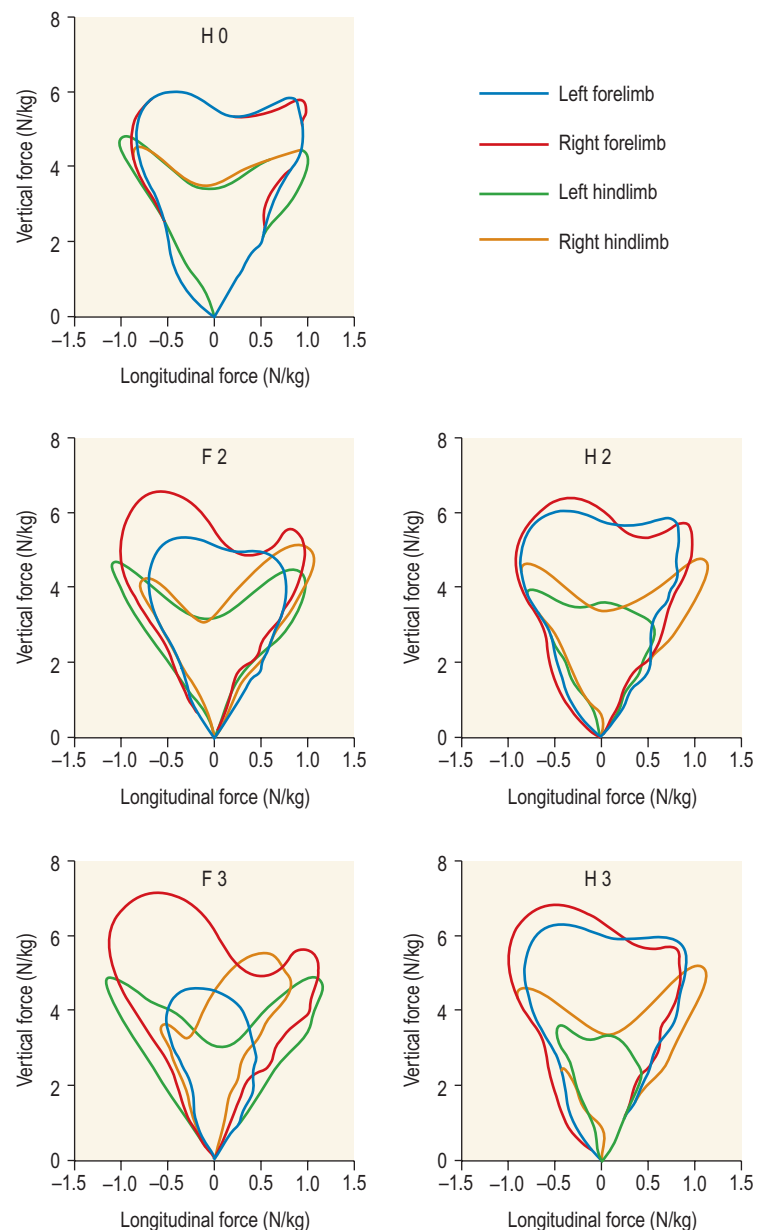 H 0
8
6
4
2
0
Vertical force (N/kg)
–1.5 –1.0 –0.5 0 0.5 1.0 1.5
Longitudinal force (N/kg)
Left forelimb
Right forelimb
Left hindlimb
Right hindlimb
F 2
8
6
4
2
0
Vertical force (N/kg)
–1.5 –1.0 –0.5 0 0.5 1.0 1.5
Longitudinal force (N/kg)
H 2
8
6
4
2
0
Vertical force (N/kg)
–1.5 –1.0 –0.5 0 0.5 1.0 1.5
Longitudinal force (N/kg)
F 3
8
6
4
2
0
Vertical force (N/kg)
–1.5 –1.0 –0.5 0 0.5 1.0 1.5
Longitudinal force (N/kg)
H 3
8
6
4
2
0
Vertical force (N/kg)
–1.5 –1.0 –0.5 0 0.5 1.0 1.5
Longitudinal force (N/kg)